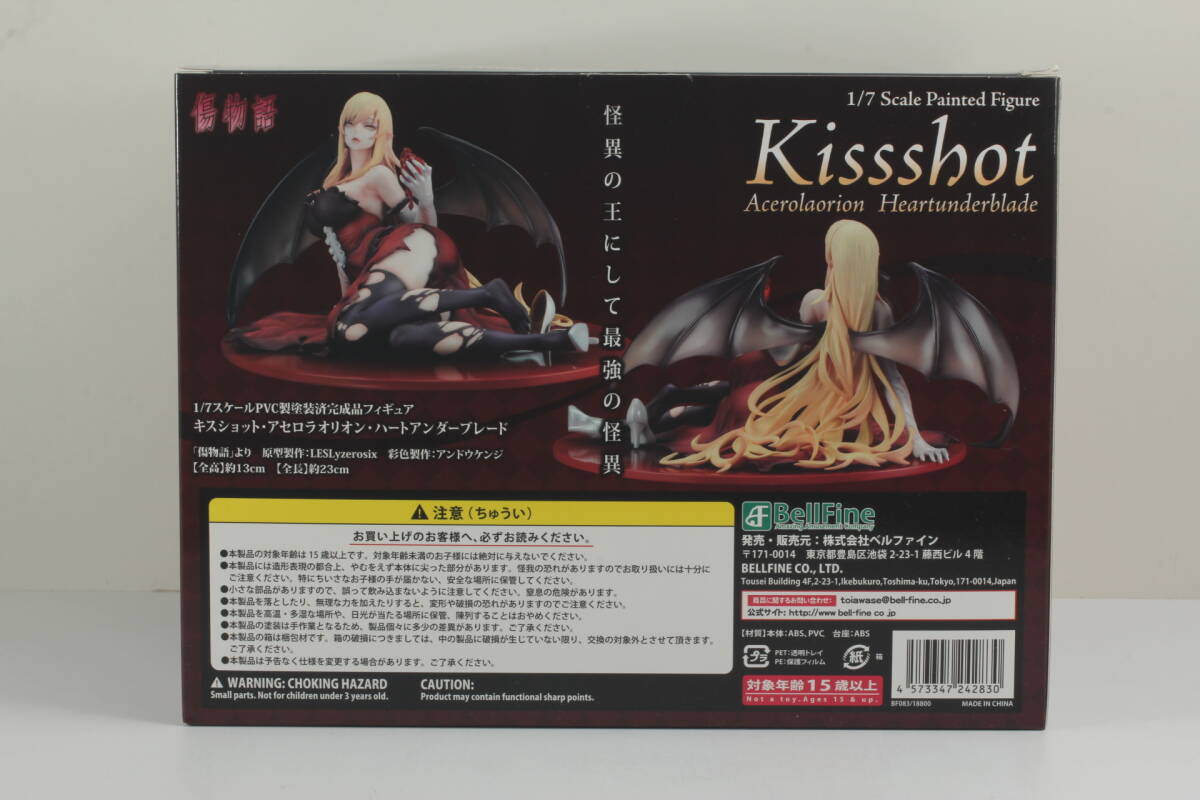 傷物語
怪異の王にして最強の怪異
1/7 Scale Painted Figure
Kissshot
Acerolaorion Heartunderblade
1/7スケールPVC製塗装済完成品フィギュア
キスショット・アセロラオリオン・ハートアンダーブレード
「傷物語」より 原型製作:LESLyzerosix 彩色製作:アンドウケンジ
【全高】約13cm 【全長】約23cm
注意(ちゅうい)
お買い上げのお客様へ、必ずお読みください。
●本製品の対象年齢は15歳以上です。対象年齢未満のお子様には絶対に与えないでください。
●本製品には造形表現の都合上、やむをえず本体に尖った部分があります。怪我の恐れがありますのでお取り扱いには十分に
ご注意ください。特にちいさなお子様の手が届かない、安全な場所に保管してください。
●小さな部品がありますので、誤って飲み込まないように注意してください。窒息の危険があります。
●本製品を落としたり、無理な力を加えたりすると、変形や破損の恐れがありますのでご注意ください。
●本製品を高温・多湿な場所や、日光が当たる場所に保管、陳列することはおやめください。
●本製品の塗装は手作業となるため、製品個々に多少の差異があります。ご了承ください。
●本製品の箱は梱包材です。箱の破損につきましては、中の製品に破損が生じていない限り、交換の対象外とさせて頂きます。
ご了承ください。
●本製品は予告なく仕様を変更する場合があります。ご了承ください。
WARNING: CHOKING HAZARD
Small parts. Not for children under 3 years old.
CAUTION:
Product may contain functional sharp points.
BellFine
Amazing Amusement Company
発売・販売元:株式会社ベルファイン
〒171-0014 東京都豊島区池袋2-23-1 藤西ビル4階
BELLFINE CO., LTD.
Tousei Building 4F,2-23-1,Ikebukuro,Toshima-ku,Tokyo,171-0014,Japan
商品に関するお問い合わせ: toiawase@bell-fine.co.jp
公式サイト: http://www.bell-fine co jp
【材質】本体:ABS、PVC 台座:ABS
プラ
PET:透明トレイ
PE:保護フィルム
紙 箱
対象年齢15歳以上
Not a toy. Ages 15 & up.
4 573347 242830
BF083/18800 MADE IN CHINA